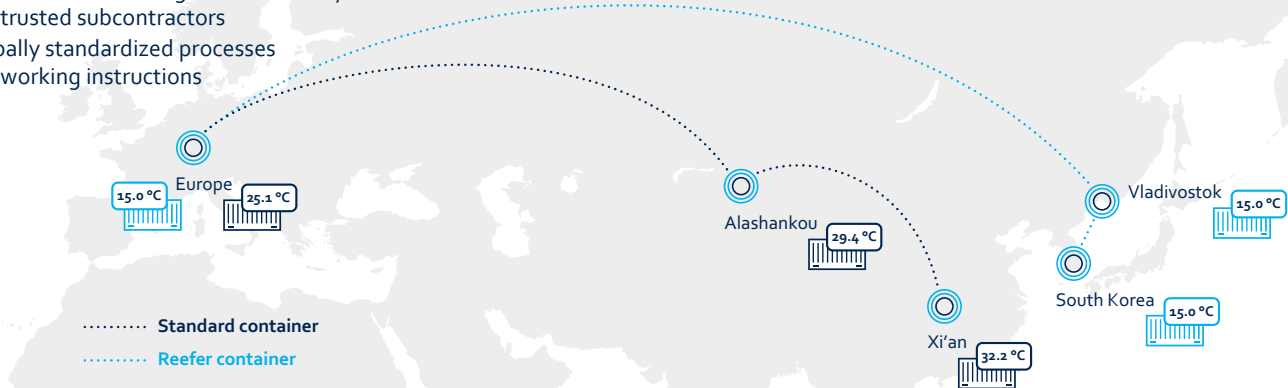 trusted subcontractors
standardized processes
working instructions
Europe
15.0 °C
25.1 °C
Alashankou
29.4 °C
Vladivostok
15.0 °C
South Korea
15.0 °C
Xi’an
32.2 °C
Standard container
Reefer container